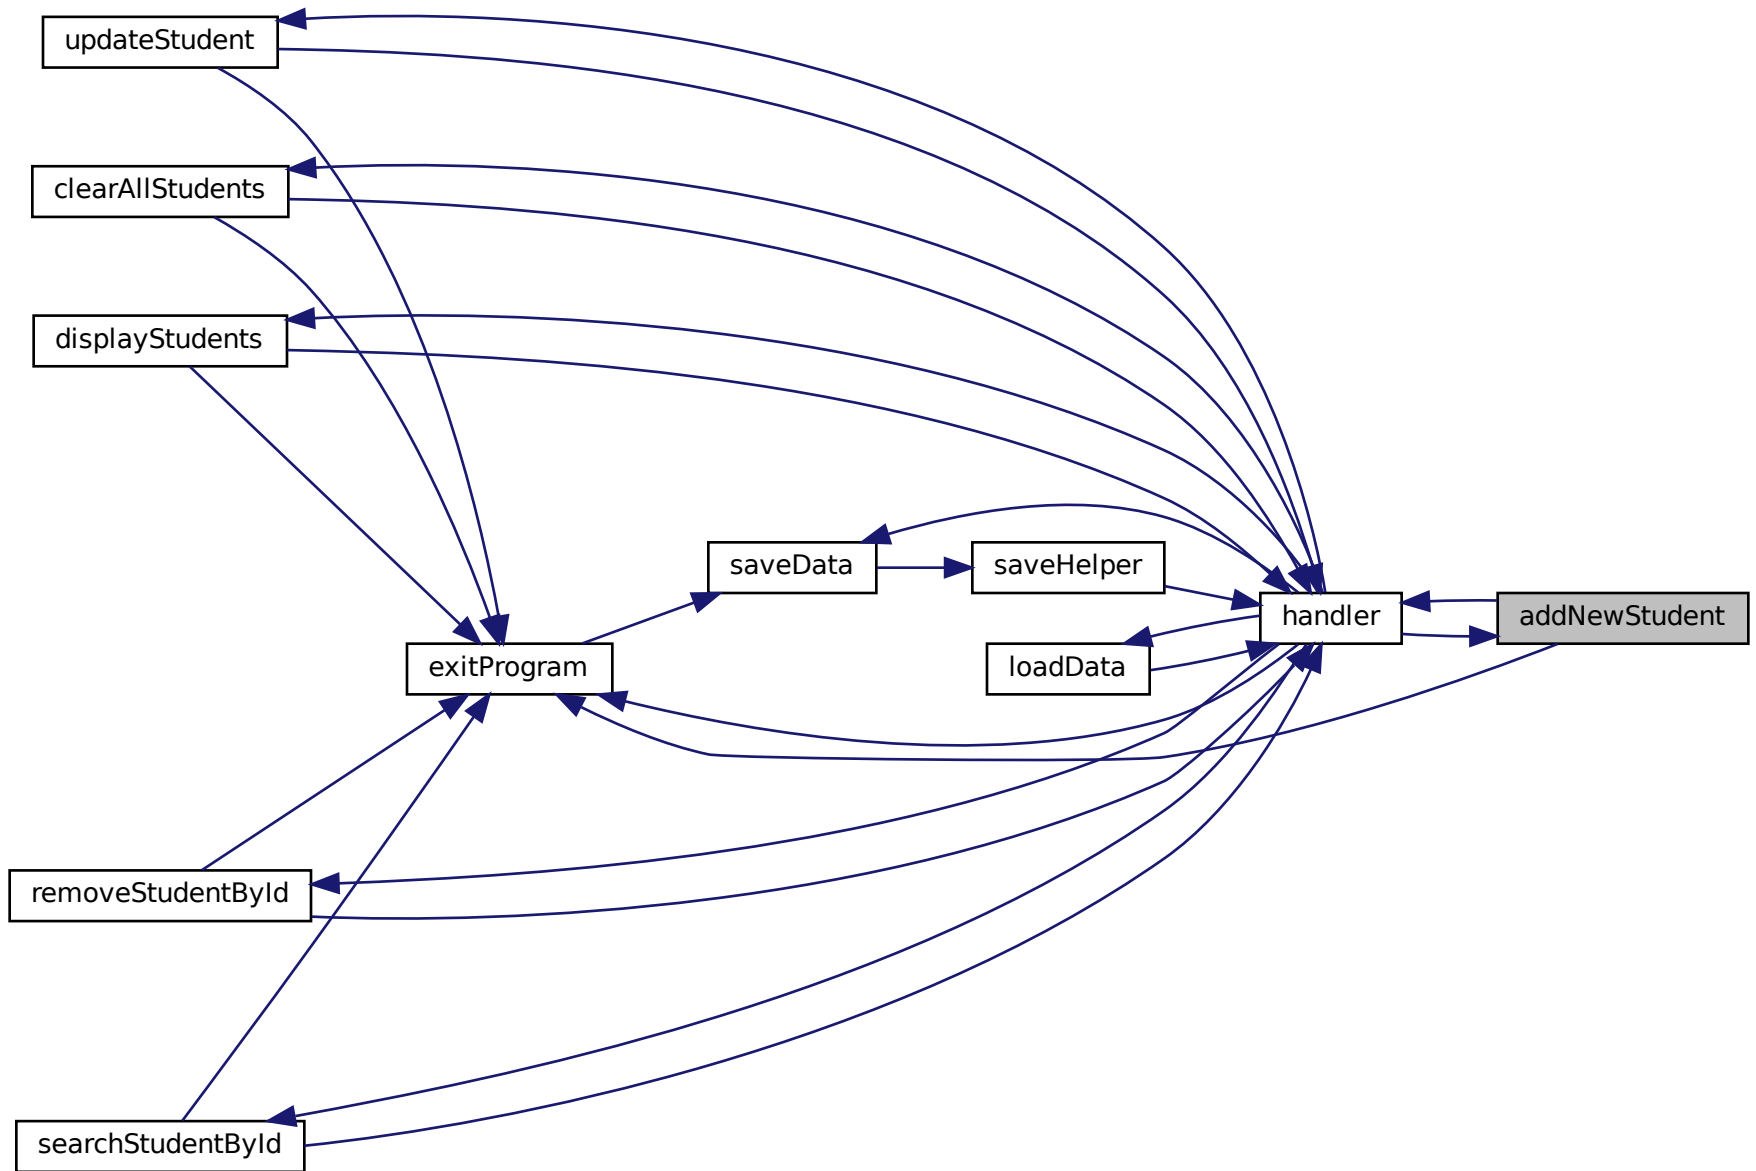 updateStudent
clearAllStudents
displayStudents
saveData
saveHelper
handler
addNewStudent
exitProgram
loadData
removeStudentById
searchStudentById